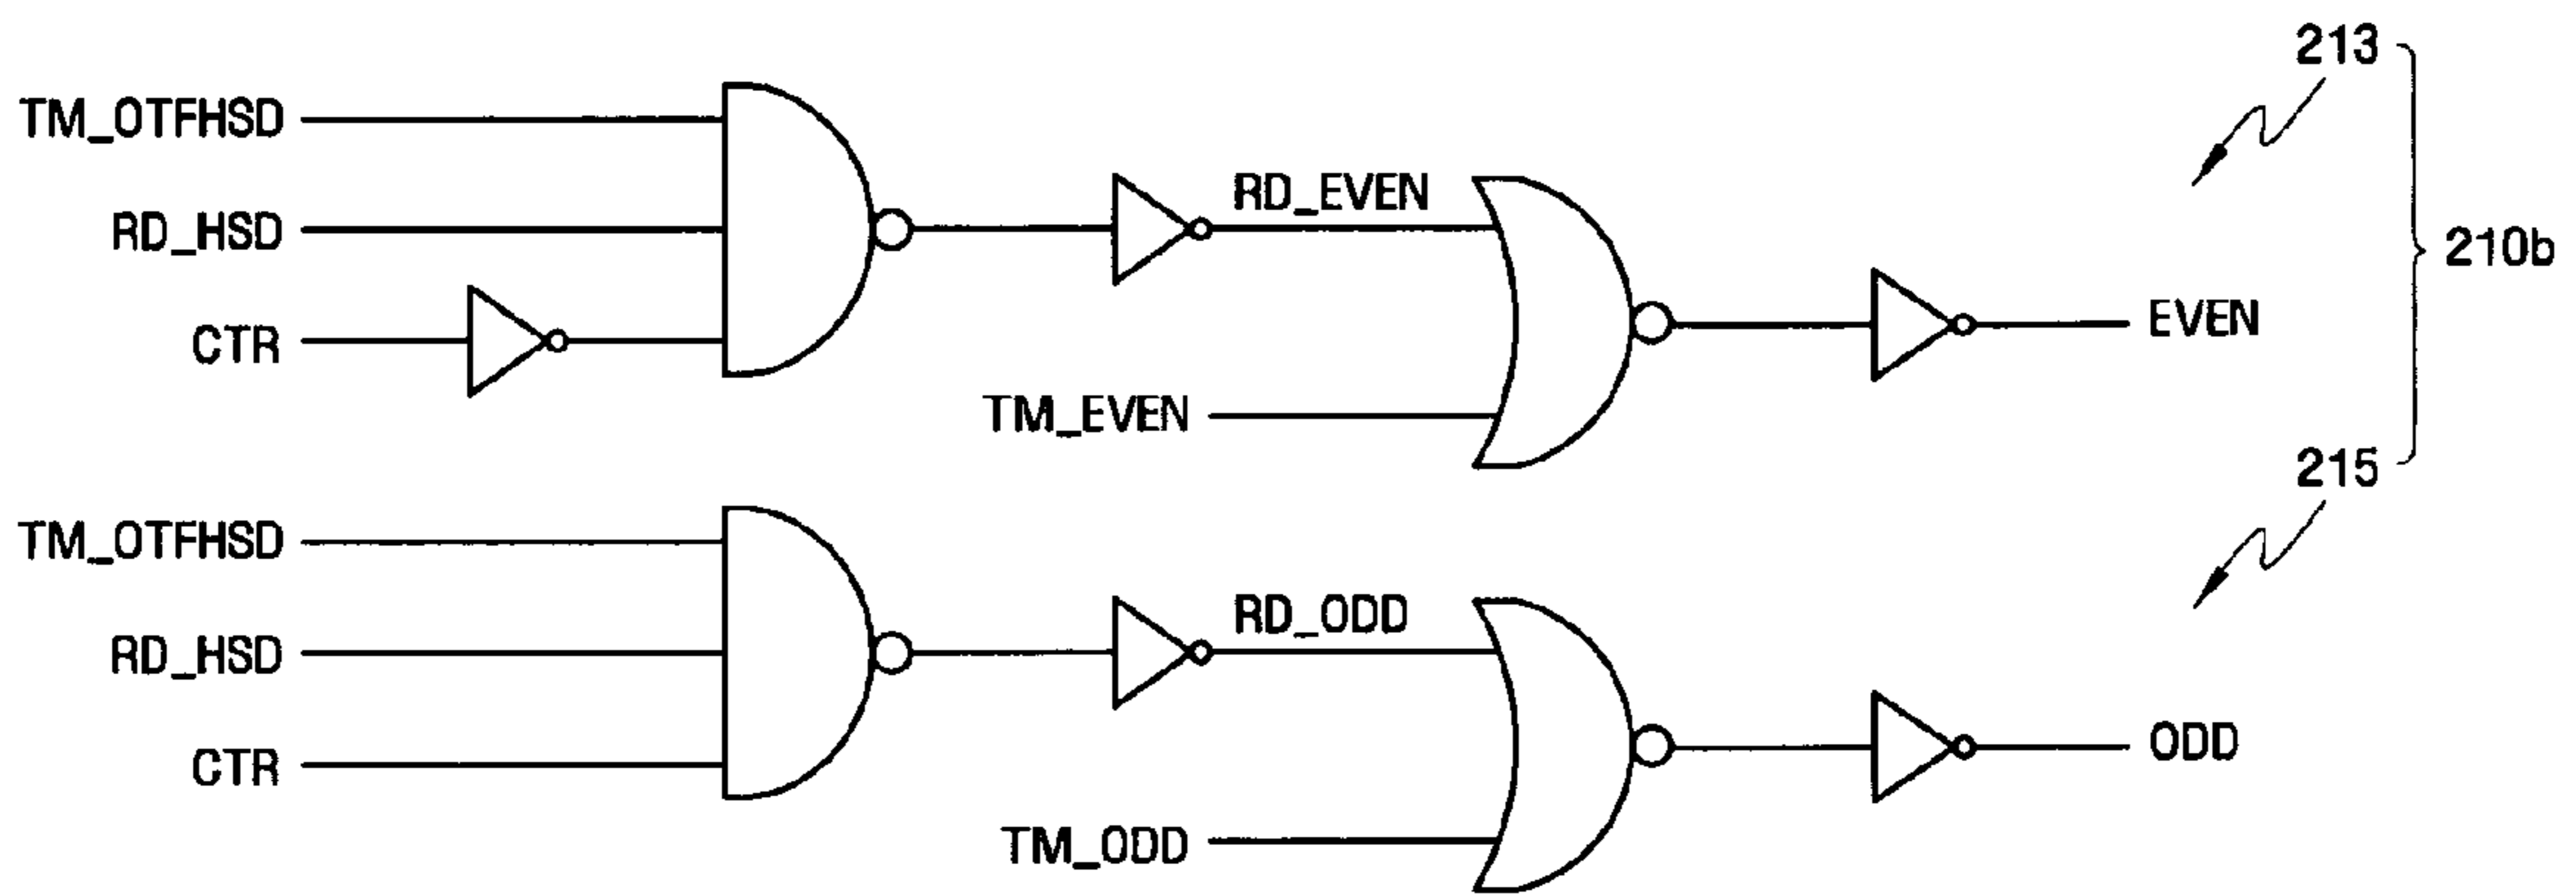 213
TM_OTFHSD
RD_HSD
RD_EVEN
210b
CTR
EVEN
TM_EVEN
215
TM_OTFHSD
RD_HSD
RD_ODD
CTR
ODD
TM_ODD